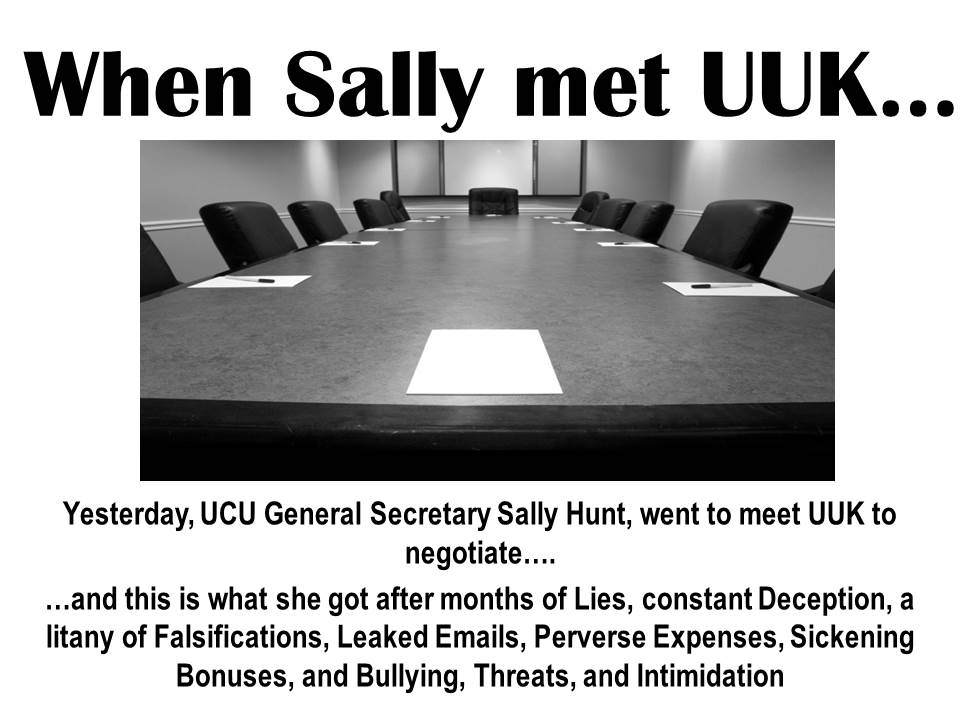 When Sally met UUK...
Yesterday, UCU General Secretary Sally Hunt, went to meet UUK to
negotiate….
…and this is what she got after months of Lies, constant Deception, a
litany of Falsifications, Leaked Emails, Perverse Expenses, Sickening
Bonuses, and Bullying, Threats, and Intimidation